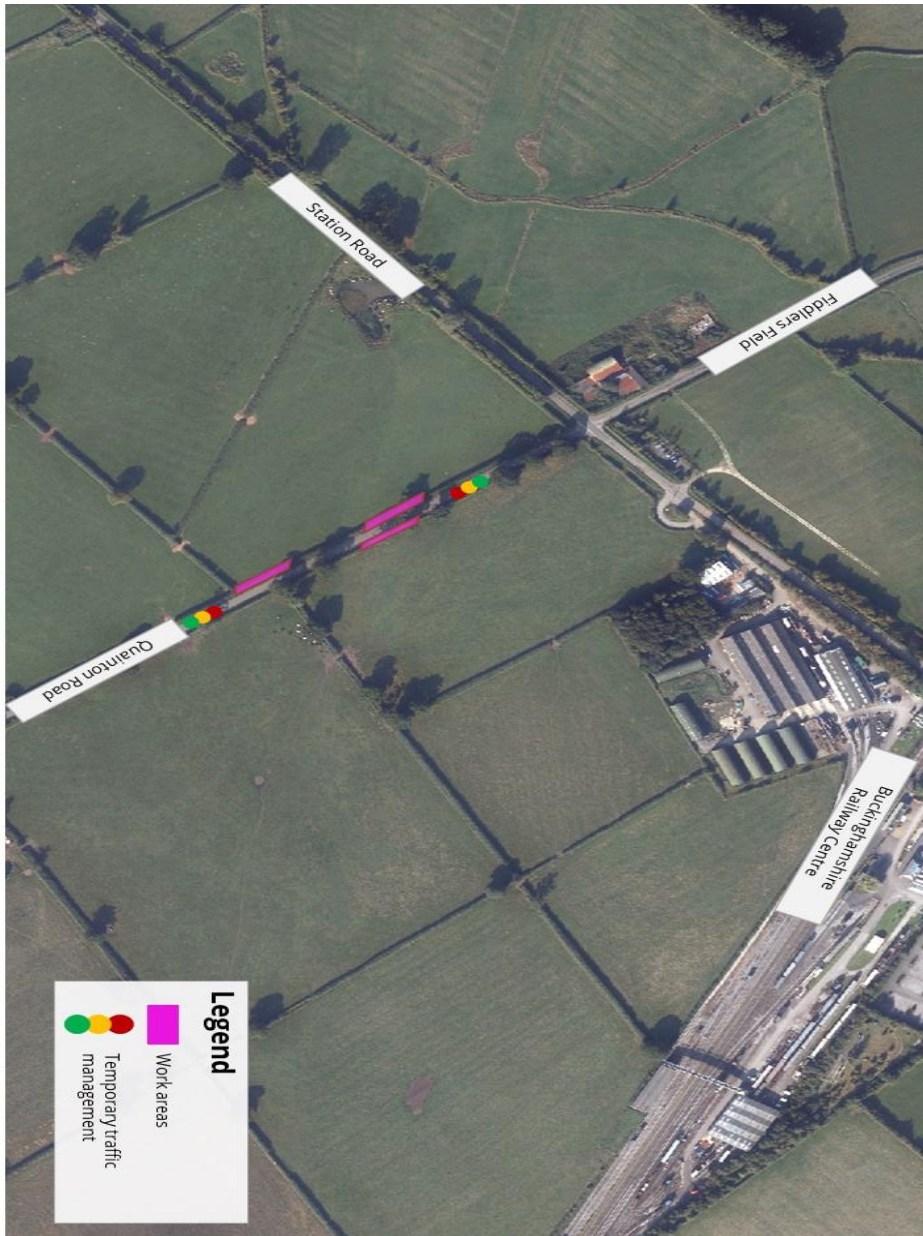 Station Road
Fiddlers Field
Quainton Road
Buckinghamshire
Railway Centre
Legend
Work areas
Temporary traffic
management